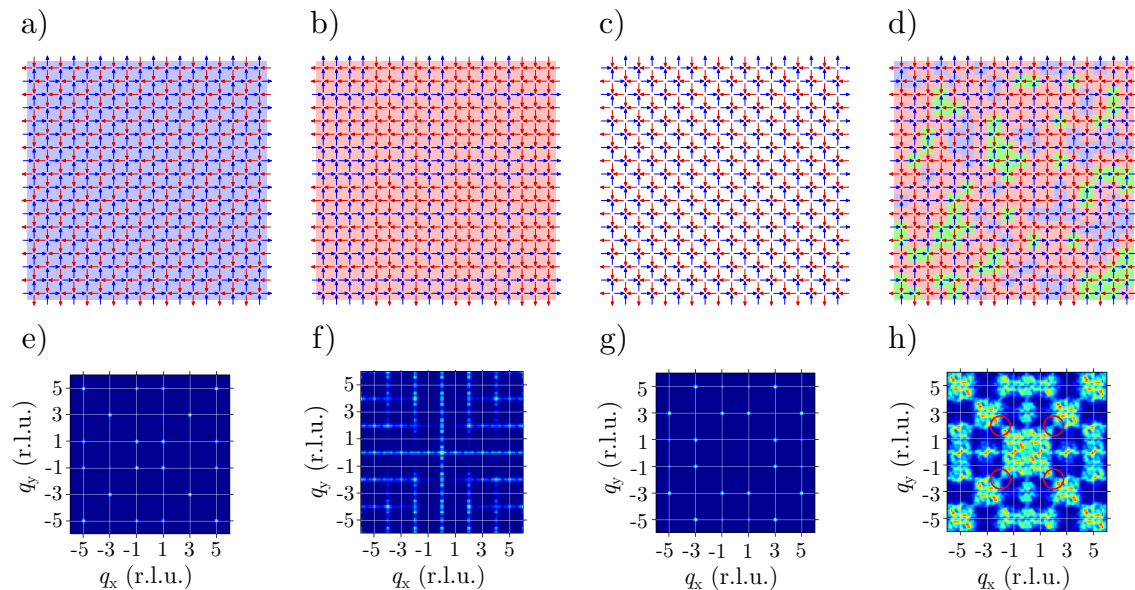 a) b) c) d)
e) f) g) h)
5 5 5 5
3 3 3 3
1 1 1 1
-1 -1 -1 -1
-3 -3 -3 -3
-5 -5 -5 -5
qy (r.l.u.) qy (r.l.u.) qy (r.l.u.) qy (r.l.u.)
-5 -3 -1 1 3 5 -5 -3 -1 1 3 5 -5 -3 -1 1 3 5 -5 -3 -1 1 3 5
qx (r.l.u.) qx (r.l.u.) qx (r.l.u.) qx (r.l.u.)